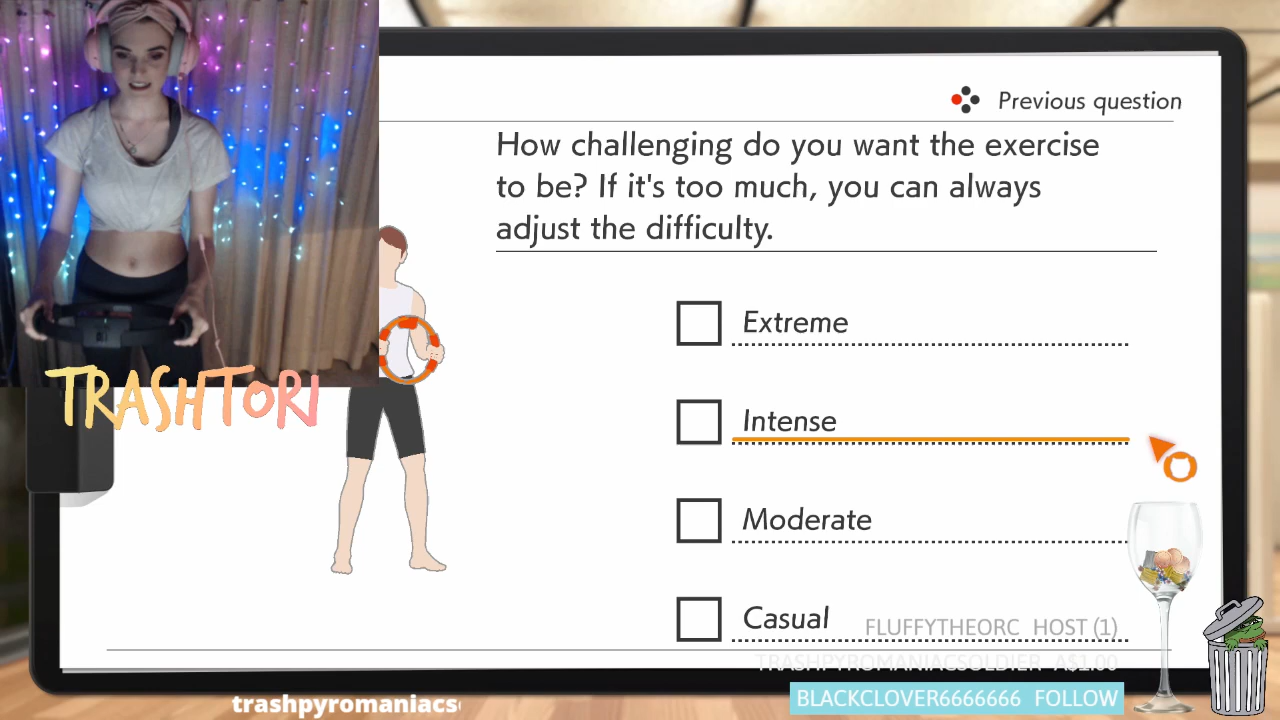 Previous question
How challenging do you want the exercise
to be? If it's too much, you can always
adjust the difficulty.
Extreme
Intense
Moderate
Casual
TRASHTORI
FLUFFYTHEORC HOST (1)
TRASHPYROMANIACSOLDIER A$1.00
BLACKCLOVER6666666 FOLLOW
trashpyromaniacs